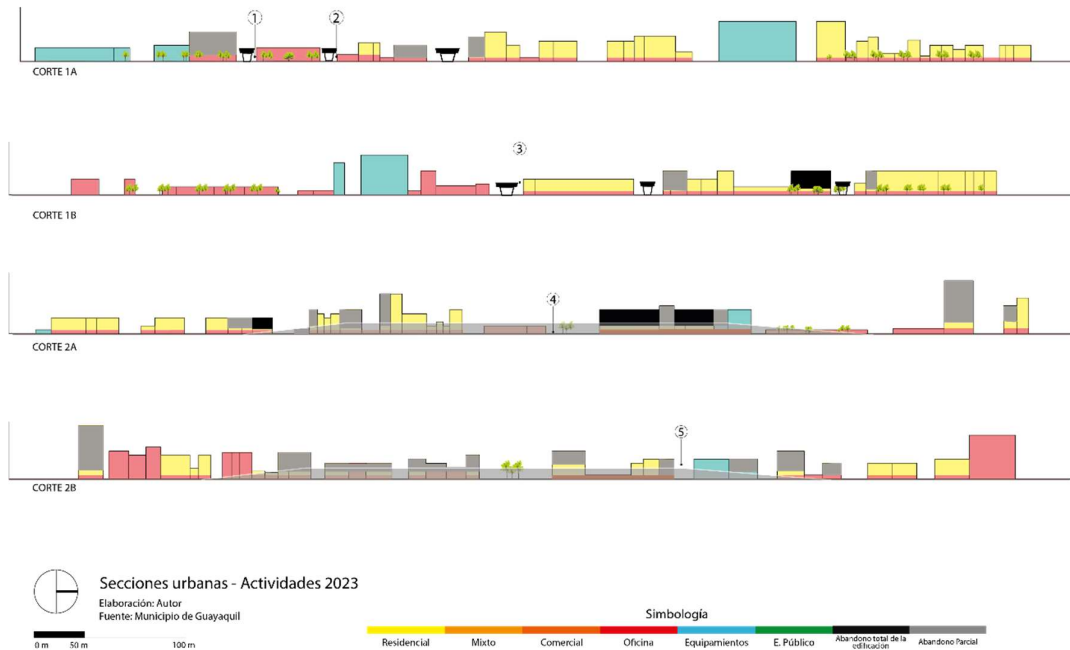 1 2
CORTE 1A
3
CORTE 1B
4
CORTE 2A
5
CORTE 2B
Secciones urbanas - Actividades 2023
Elaboración: Autor
Fuente: Municipio de Guayaquil
0 m 50 m 100 m
Simbología
Residencial Mixto Comercial Oficina Equipamientos E. Público Abandono total de la Abandono Parcial
edificación